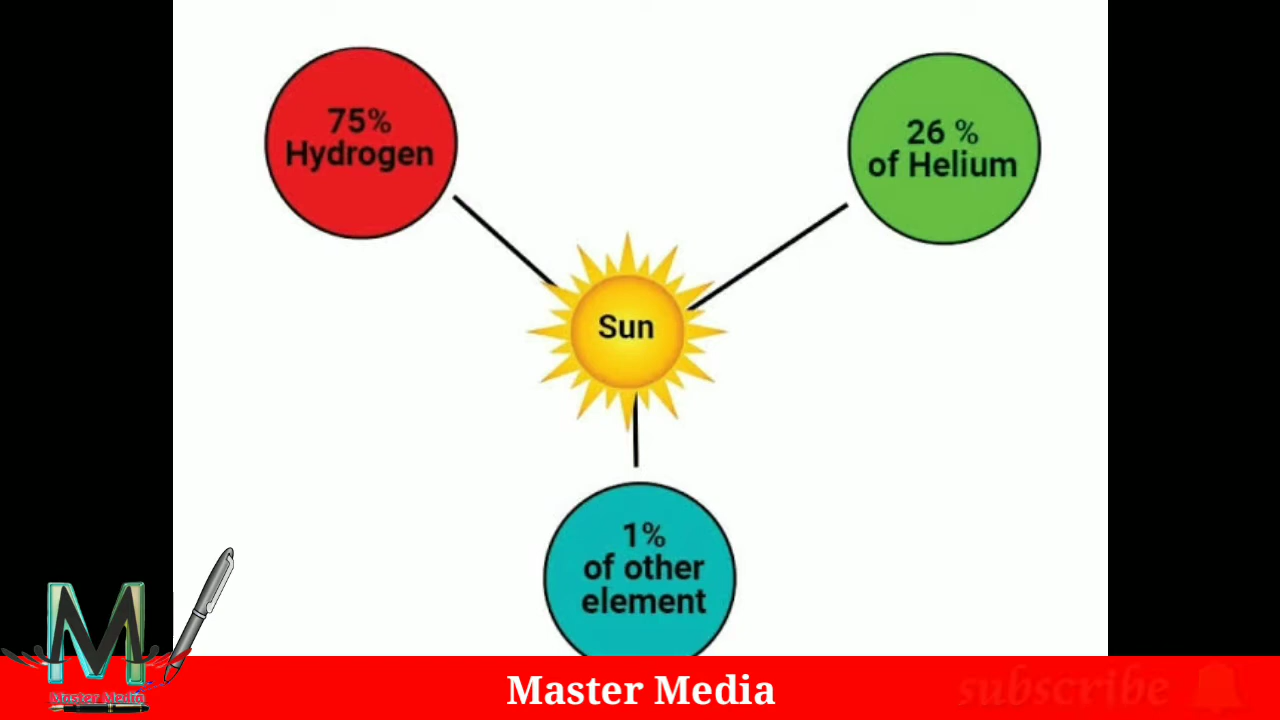 75%
Hydrogen
26 %
of Helium
Sun
1%
of other
element
Master Media
Master Media
subscribe